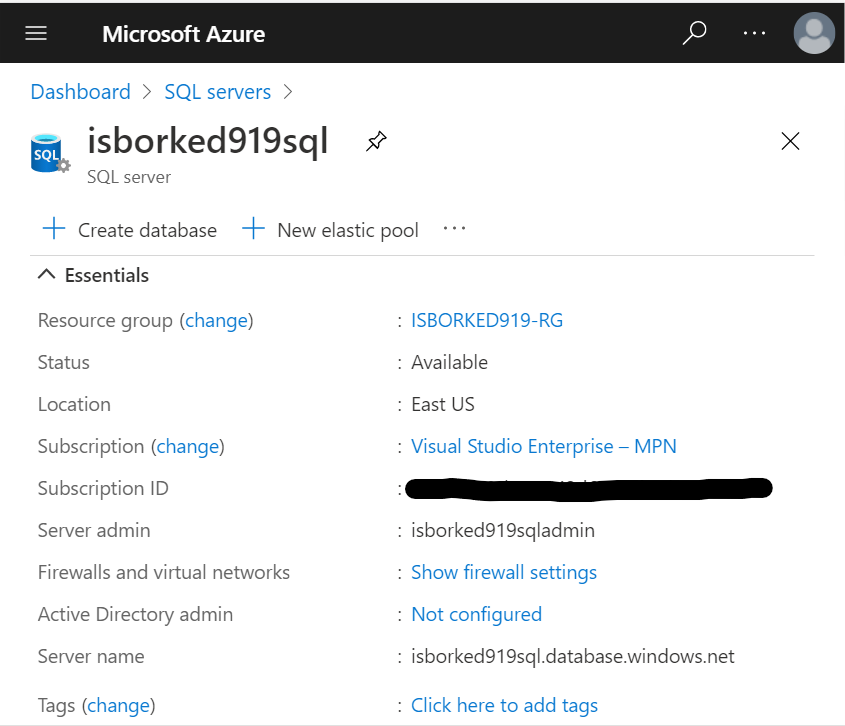 Microsoft Azure
Dashboard > SQL servers >
SQL
isborked919sql
SQL server
+ Create database + New elastic pool ...
Essentials
Resource group (change) : ISBORKED919-RG
Status : Available
Location : East US
Subscription (change) : Visual Studio Enterprise – MPN
Subscription ID :
Server admin : isborked919sqladmin
Firewalls and virtual networks : Show firewall settings
Active Directory admin : Not configured
Server name : isborked919sql.database.windows.net
Tags (change) : Click here to add tags